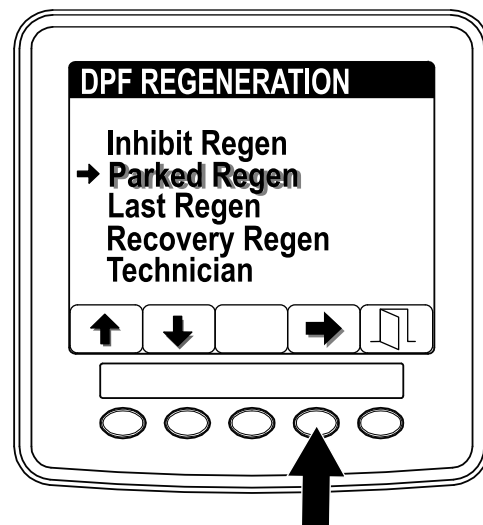 DPF REGENERATION
Inhibit Regen
Parked Regen
Last Regen
Recovery Regen
Technician